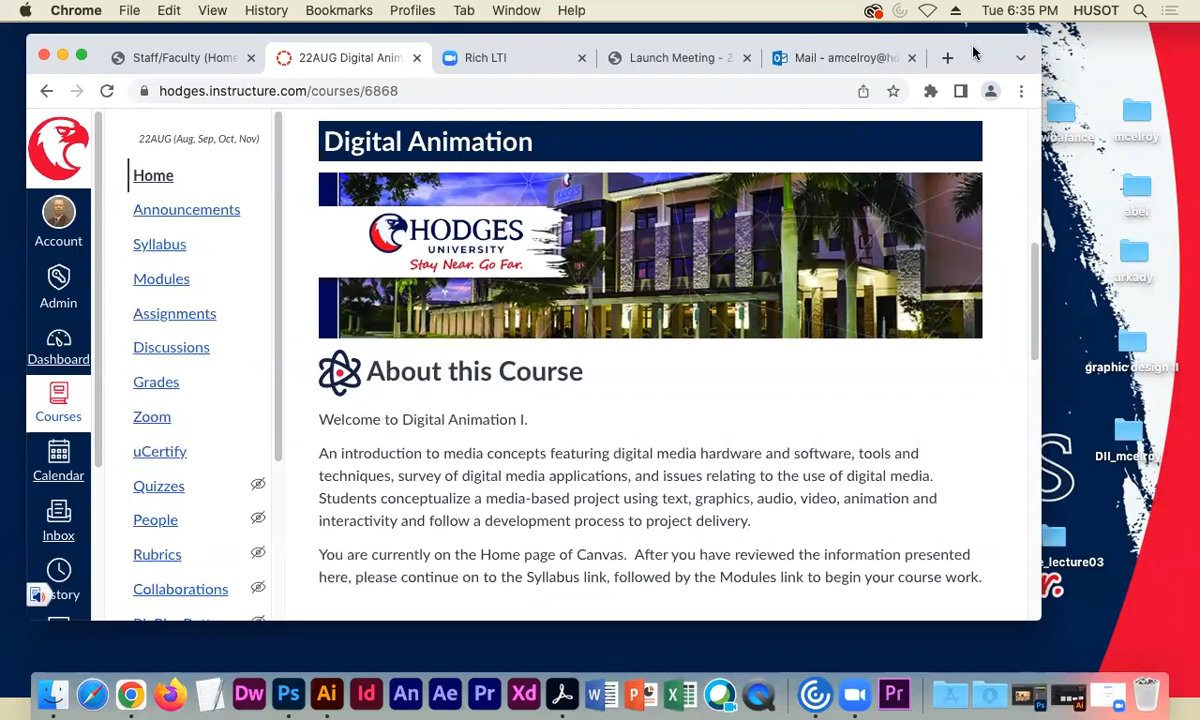 Chrome File Edit View History Bookmarks Profiles Tab Window Help Tue 6:35 PM HUSOT
Staff/Faculty (Home 22AUG Digital Anim Rich LTI Launch Meeting - Z Mail - amcelroy@ho
hodges.instructure.com/courses/6868
22AUG (Aug, Sep, Oct, Nov)
Home
Announcements
Syllabus
Modules
Assignments
Discussions
Grades
Zoom
uCertify
Quizzes
People
Rubrics
Collaborations
Account
Admin
Dashboard
Courses
Calendar
Inbox
Digital Animation
HODGES
UNIVERSITY
Stay Near. Go Far.
About this Course
Welcome to Digital Animation I.
An introduction to media concepts featuring digital media hardware and software, tools and
techniques, survey of digital media applications, and issues relating to the use of digital media.
Students conceptualize a media-based project using text, graphics, audio, video, animation and
interactivity and follow a development process to project delivery.
You are currently on the Home page of Canvas. After you have reviewed the information presented
here, please continue on to the Syllabus link, followed by the Modules link to begin your course work.
mcelroy
abel
arkady
graphic design II
DII_mcelroy
_lecture03
S
Dw Ps Ai Id An Ae Pr Xd W P X Pr